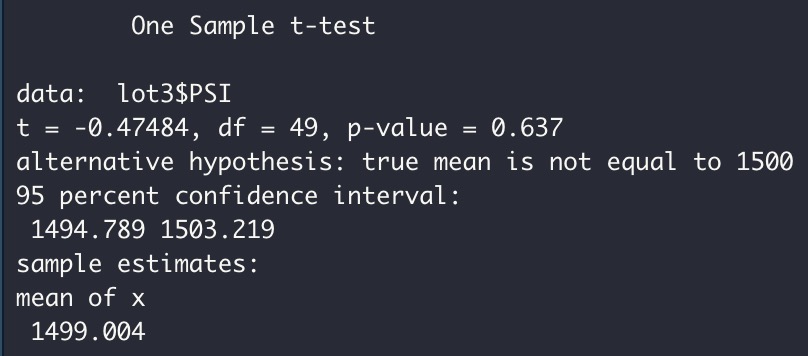 One Sample t-test
data:  lot3$PSI
t = -0.47484, df = 49, p-value = 0.637
alternative hypothesis: true mean is not equal to 1500
95 percent confidence interval:
1494.789 1503.219
sample estimates:
mean of x
1499.004